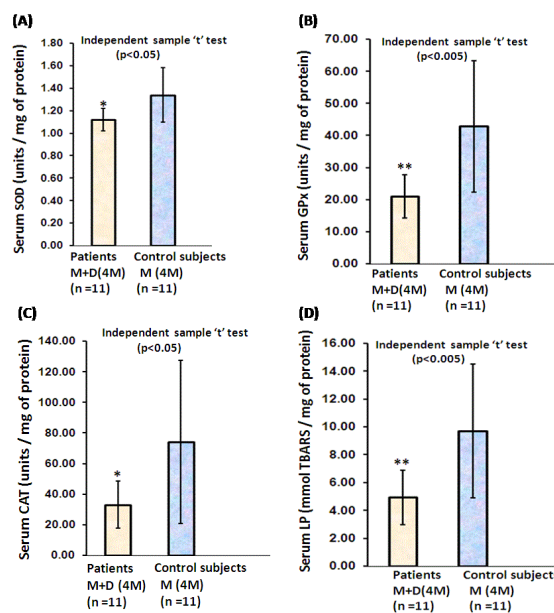 (A)
Independent sample ‘t’ test
(p<0.05)
Serum SOD (units / mg of protein)
1.80
1.60
1.40
1.20
1.00
0.80
0.60
0.40
0.20
0.00
*
Patients
M+D(4M)
(n =11)
Control subjects
M (4M)
(n =11)
(B)
Independent sample ‘t’ test
(p<0.005)
Serum GPx (units / mg of protein)
70.00
60.00
50.00
40.00
30.00
20.00
10.00
0.00
**
Patients
M+D(4M)
(n =11)
Control subjects
M (4M)
(n =11)
(C)
Independent sample ‘t’ test
(p<0.05)
Serum CAT (units / mg of protein)
140.00
120.00
100.00
80.00
60.00
40.00
20.00
0.00
*
Patients
M+D (4M)
(n =11)
Control subjects
M (4M)
(n =11)
(D)
Independent sample ‘t’ test
(p<0.005)
Serum LP (mmol TBARS / mg of protein)
16.00
14.00
12.00
10.00
8.00
6.00
4.00
2.00
0.00
**
Patients
M+D(4M)
(n =11)
Control subjects
M (4M)
(n =11)